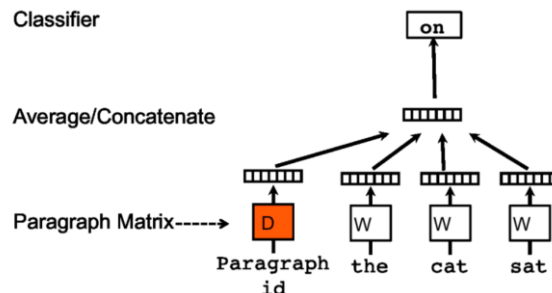 Classifier
on
Average/Concatenate
Paragraph Matrix
D
W
W
W
Paragraph
id
the
cat
sat